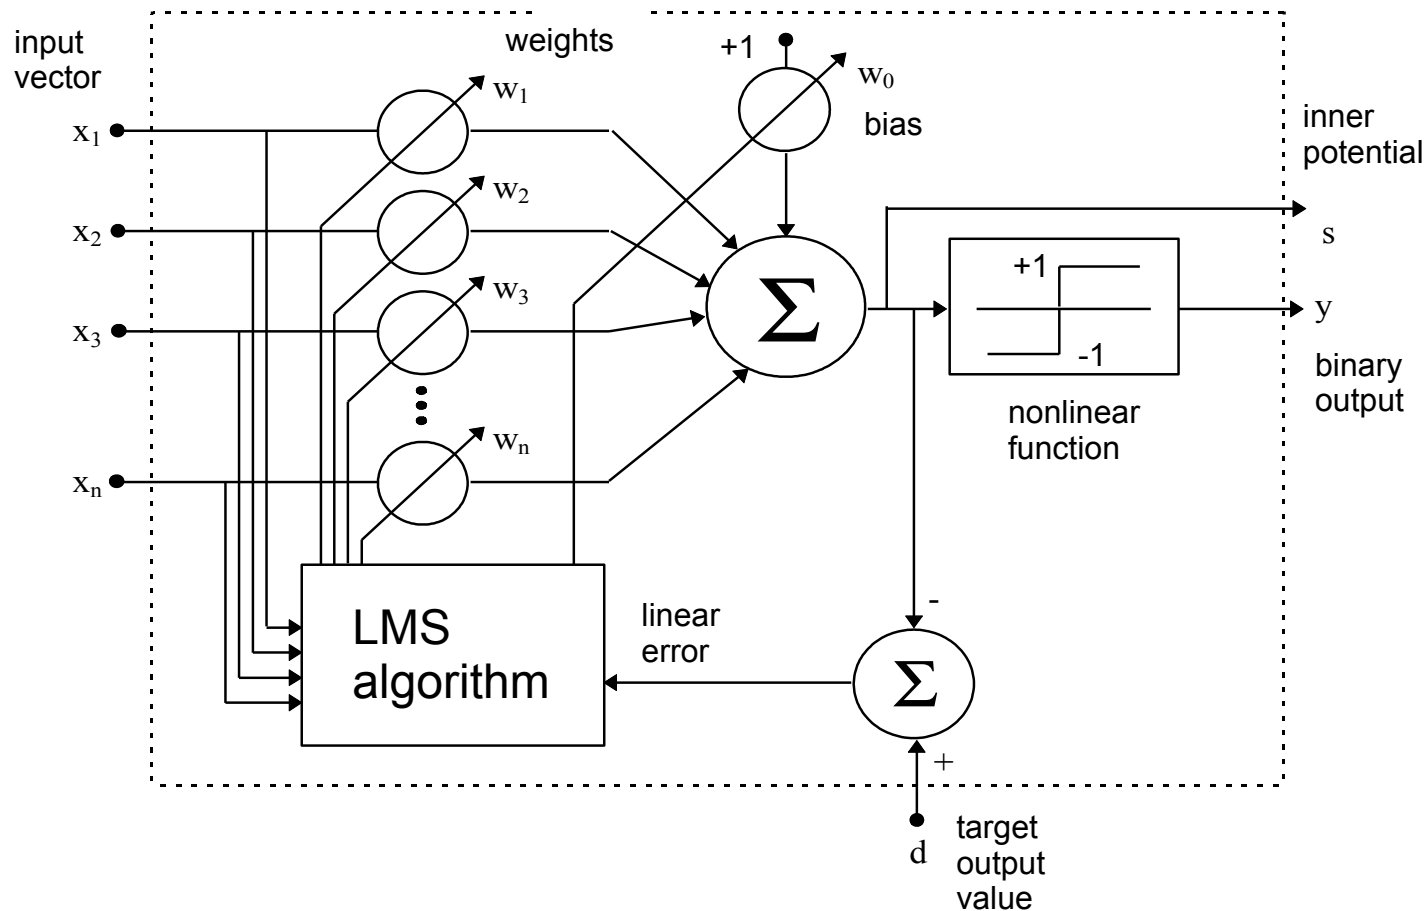 input
vector
weights
+1
w0
bias
w1
x1
inner
potential
w2
x2
s
+1
Σ
w3
x3
y
-1
binary
output
nonlinear
function
wn
xn
LMS
algorithm
linear
error
-
Σ
+
d
target
output
value